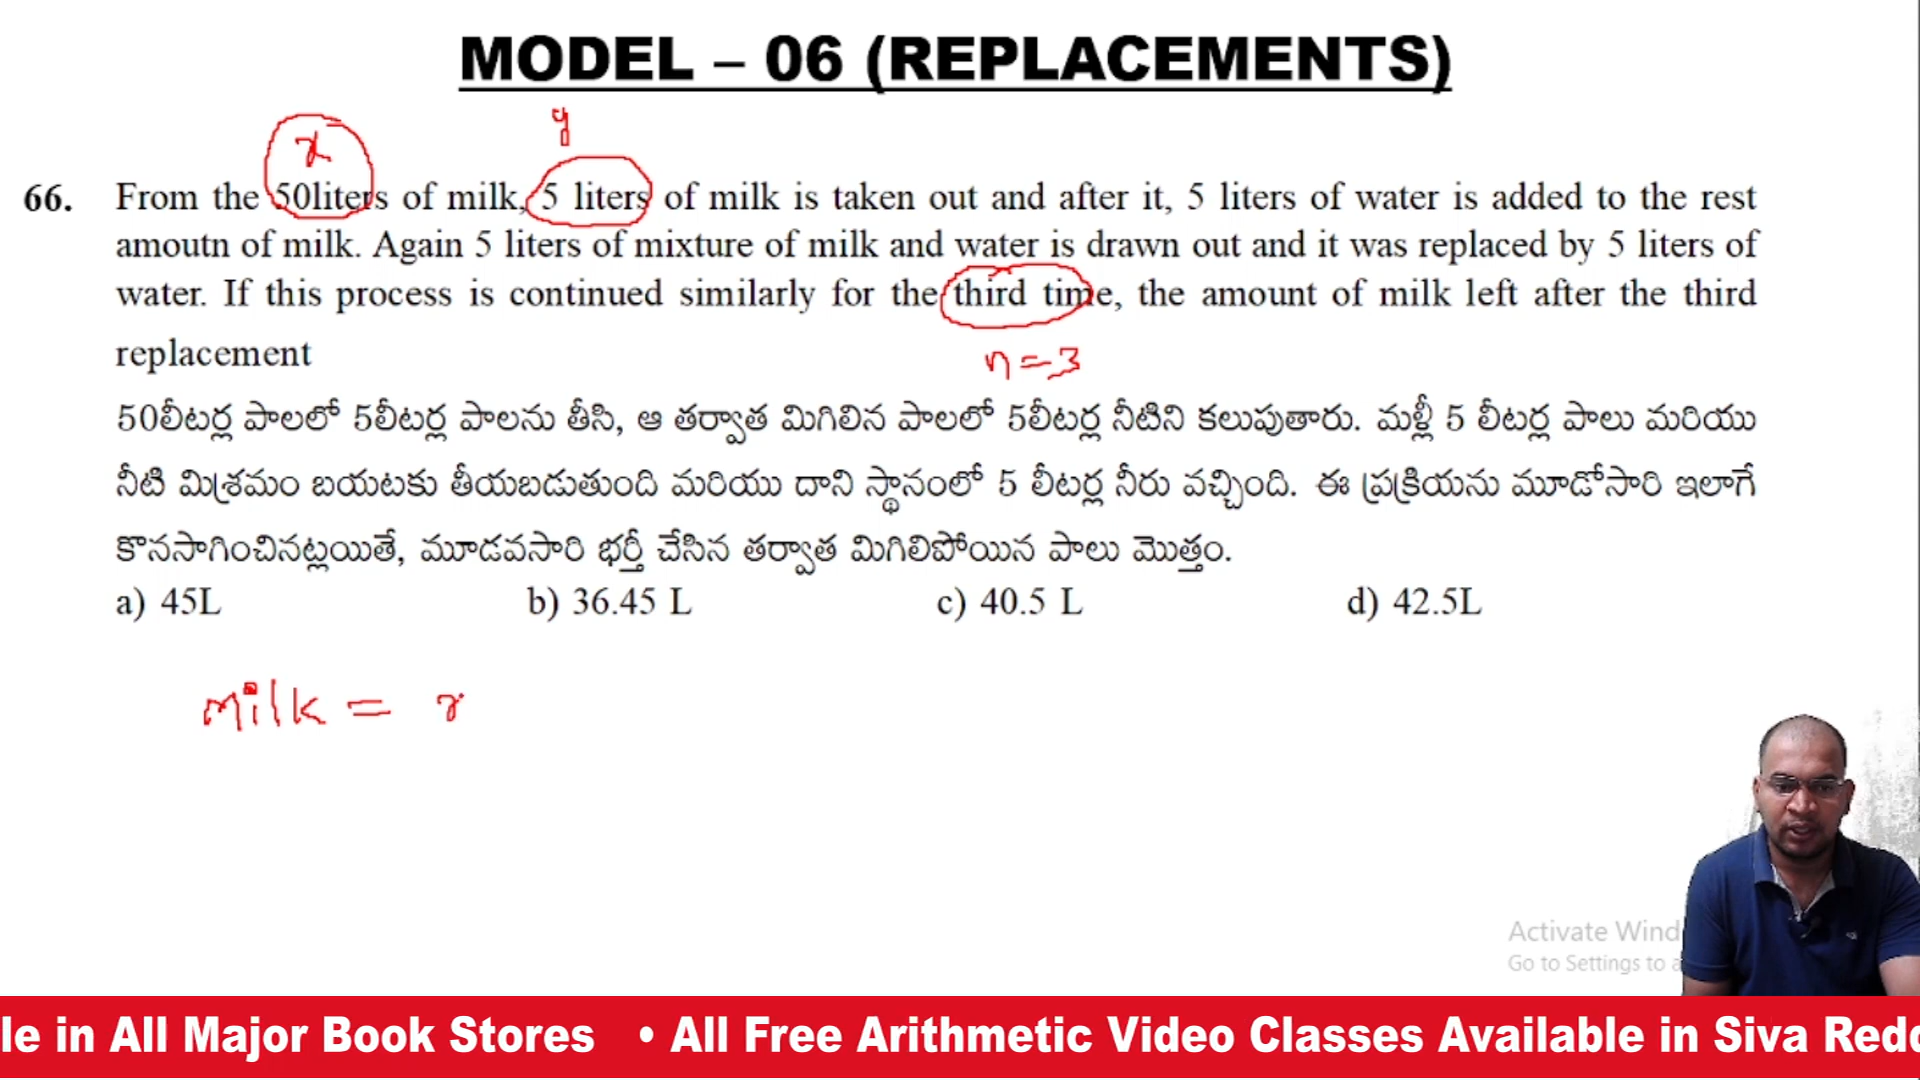 MODEL – 06 (REPLACEMENTS)
x
y
66. From the 50liters of milk, 5 liters of milk is taken out and after it, 5 liters of water is added to the rest
amoutn of milk. Again 5 liters of mixture of milk and water is drawn out and it was replaced by 5 liters of
water. If this process is continued similarly for the third time, the amount of milk left after the third
replacement
n = 3
50లీటర్ల పాలలో 5లీటర్ల పాలను తీసి, ఆ తర్వాత మిగిలిన పాలలో 5లీటర్ల నీటిని కలుపుతారు. మళ్లీ 5 లీటర్ల పాలు మరియు
నీటి మిశ్రమం బయటకు తీయబడుతుంది మరియు దాని స్థానంలో 5 లీటర్ల నీరు వచ్చింది. ఈ ప్రక్రియను మూడోసారి ఇలాగే
కొనసాగించినట్లయితే, మూడవసారి భర్తీ చేసిన తర్వాత మిగిలిపోయిన పాలు మొత్తం.
a) 45L b) 36.45 L c) 40.5 L d) 42.5L
milk = x
Activate Wind
Go to Settings to a
le in All Major Book Stores • All Free Arithmetic Video Classes Available in Siva Redd